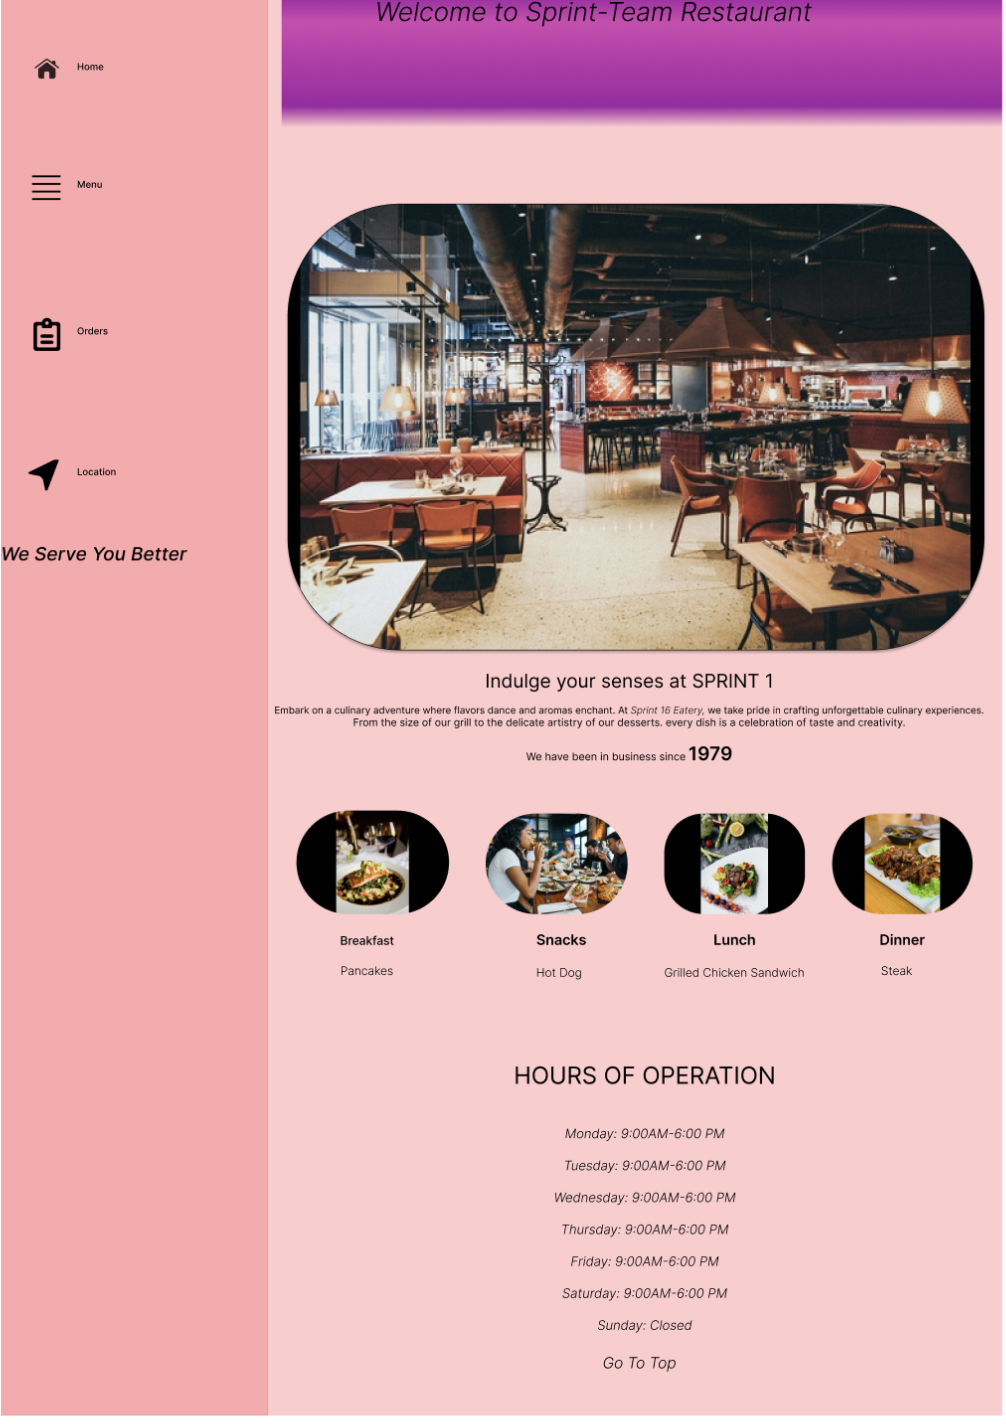 Welcome to Sprint-Team Restaurant
Home
Menu
Orders
Location
We Serve You Better
Indulge your senses at SPRINT 1
Embark on a culinary adventure where flavors dance and aromas enchant. At Sprint 16 Eatery, we take pride in crafting unforgettable culinary experiences.
From the size of our grill to the delicate artistry of our desserts. every dish is a celebration of taste and creativity.
We have been in business since 1979
Breakfast
Snacks
Lunch
Dinner
Pancakes
Hot Dog
Grilled Chicken Sandwich
Steak
HOURS OF OPERATION
Monday: 9:00AM-6:00 PM
Tuesday: 9:00AM-6:00 PM
Wednesday: 9:00AM-6:00 PM
Thursday: 9:00AM-6:00 PM
Friday: 9:00AM-6:00 PM
Saturday: 9:00AM-6:00 PM
Sunday: Closed
Go To Top